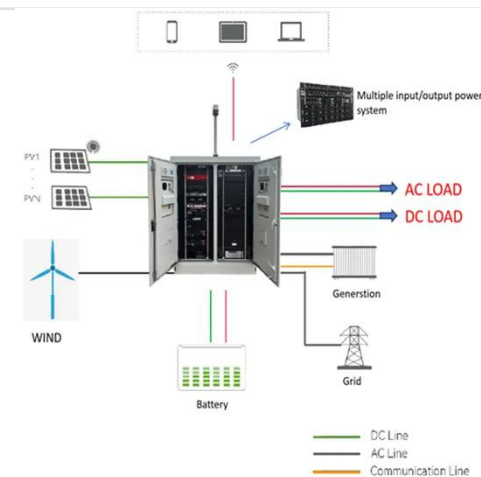 Multiple input/output power
system
PV1
PVN
AC LOAD
DC LOAD
WIND
Generstion
Grid
Battery
DC Line
AC Line
Communication Line